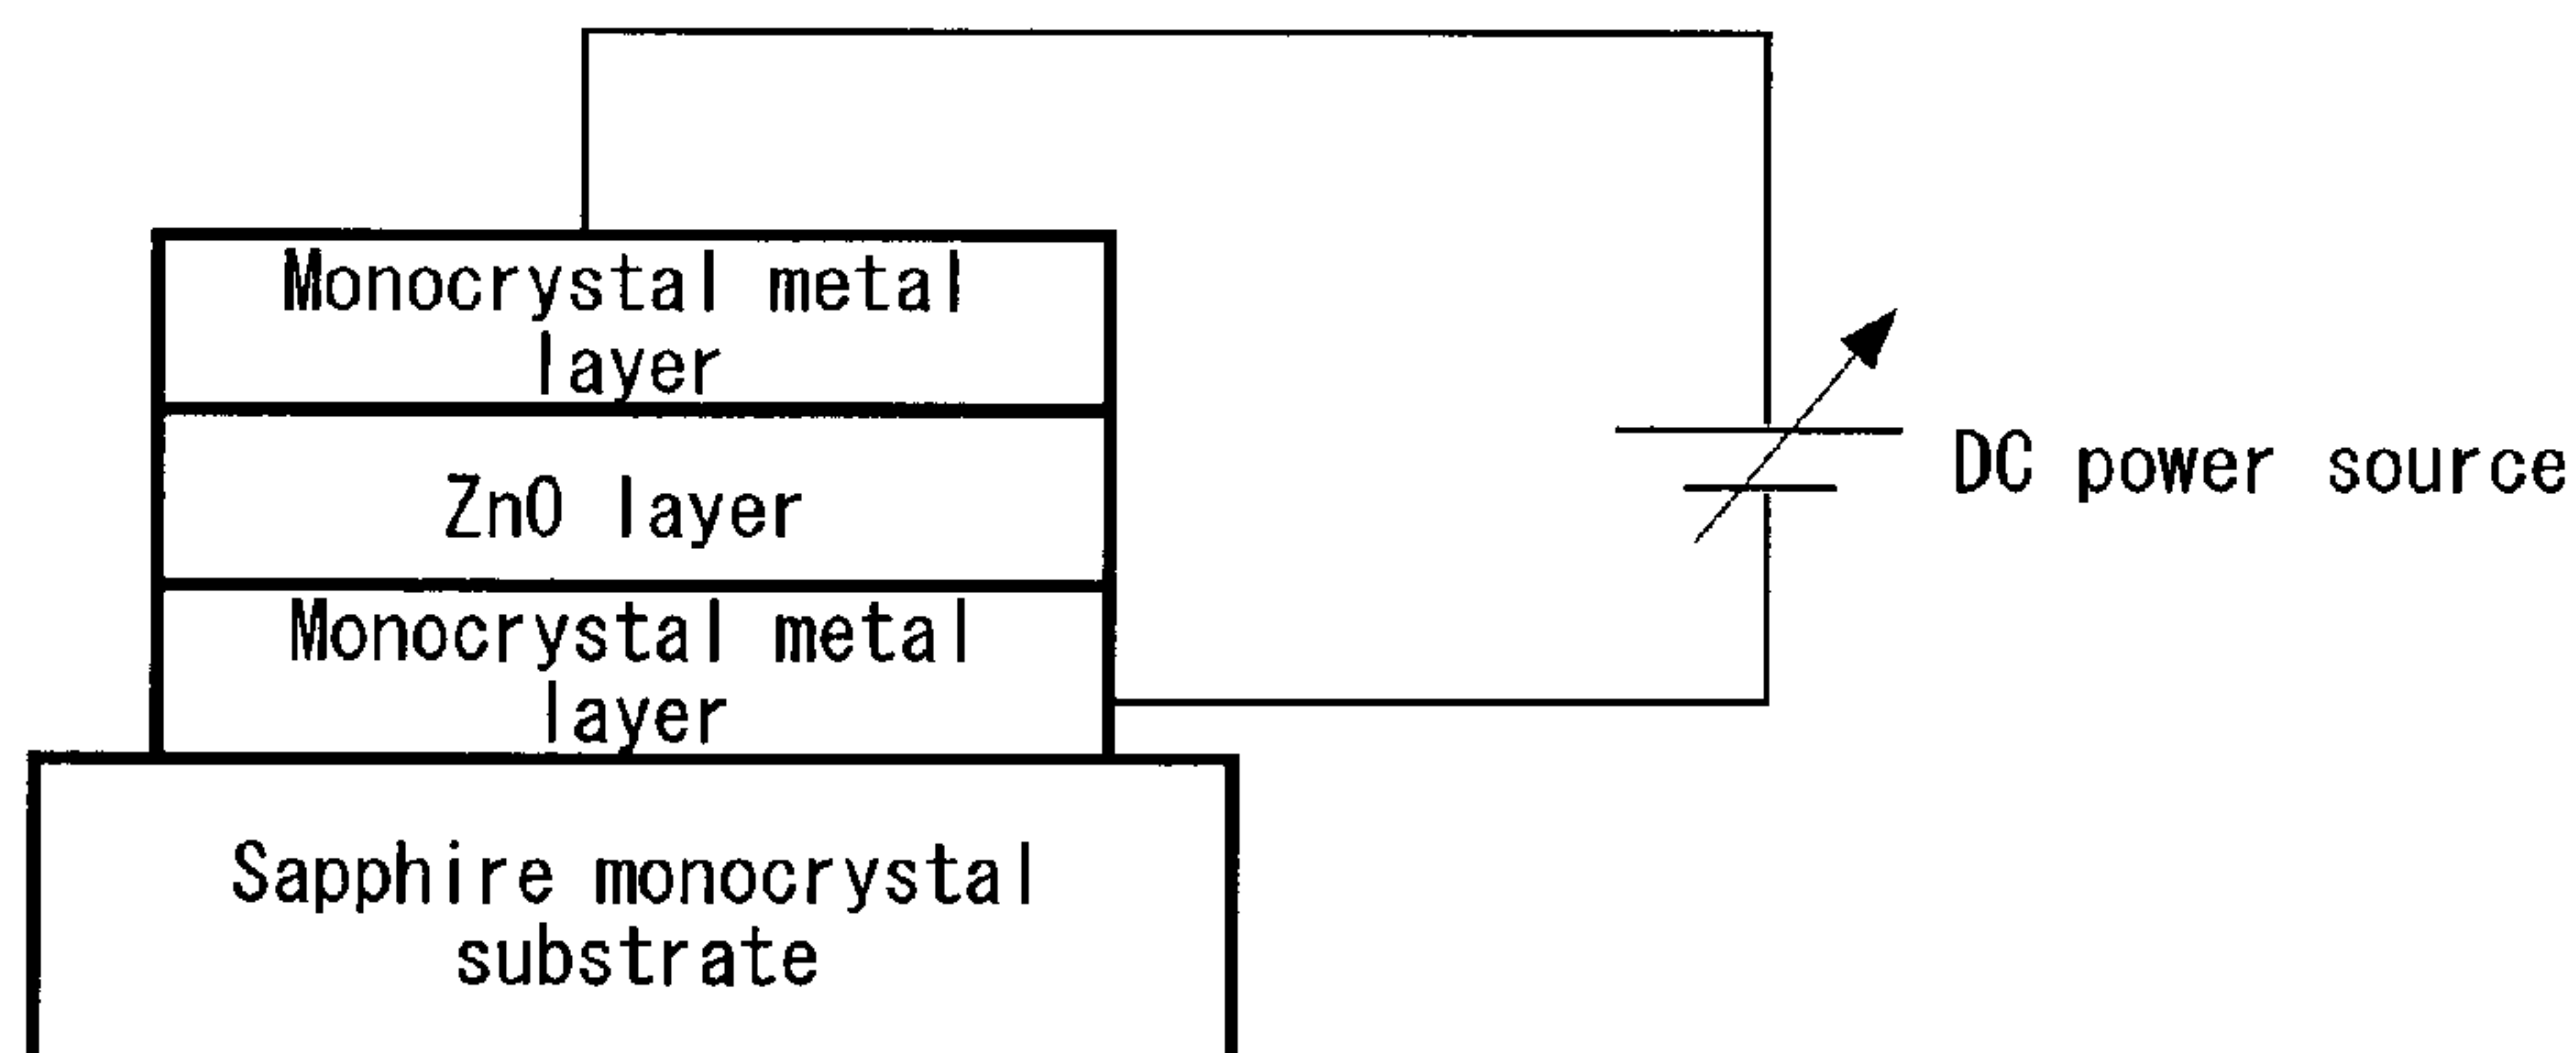 Monocrystal metal
layer
ZnO layer
DC power source
Monocrystal metal
layer
Sapphire monocrystal
substrate